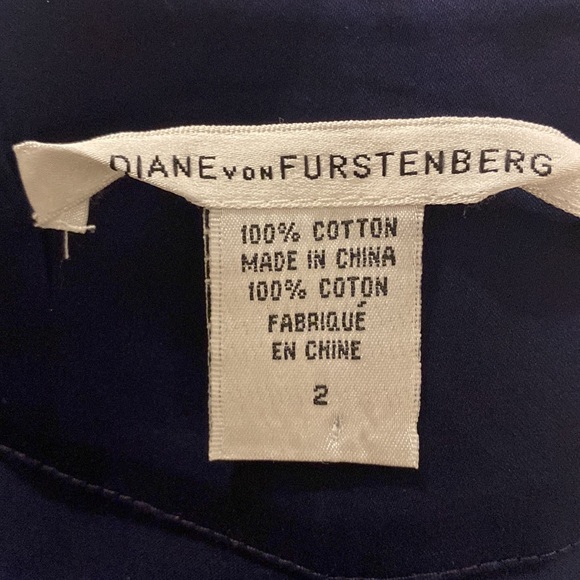 DIANE VON FURSTENBERG
100% COTTON
MADE IN CHINA
100% COTON
FABRIQUÉ
EN CHINE
2